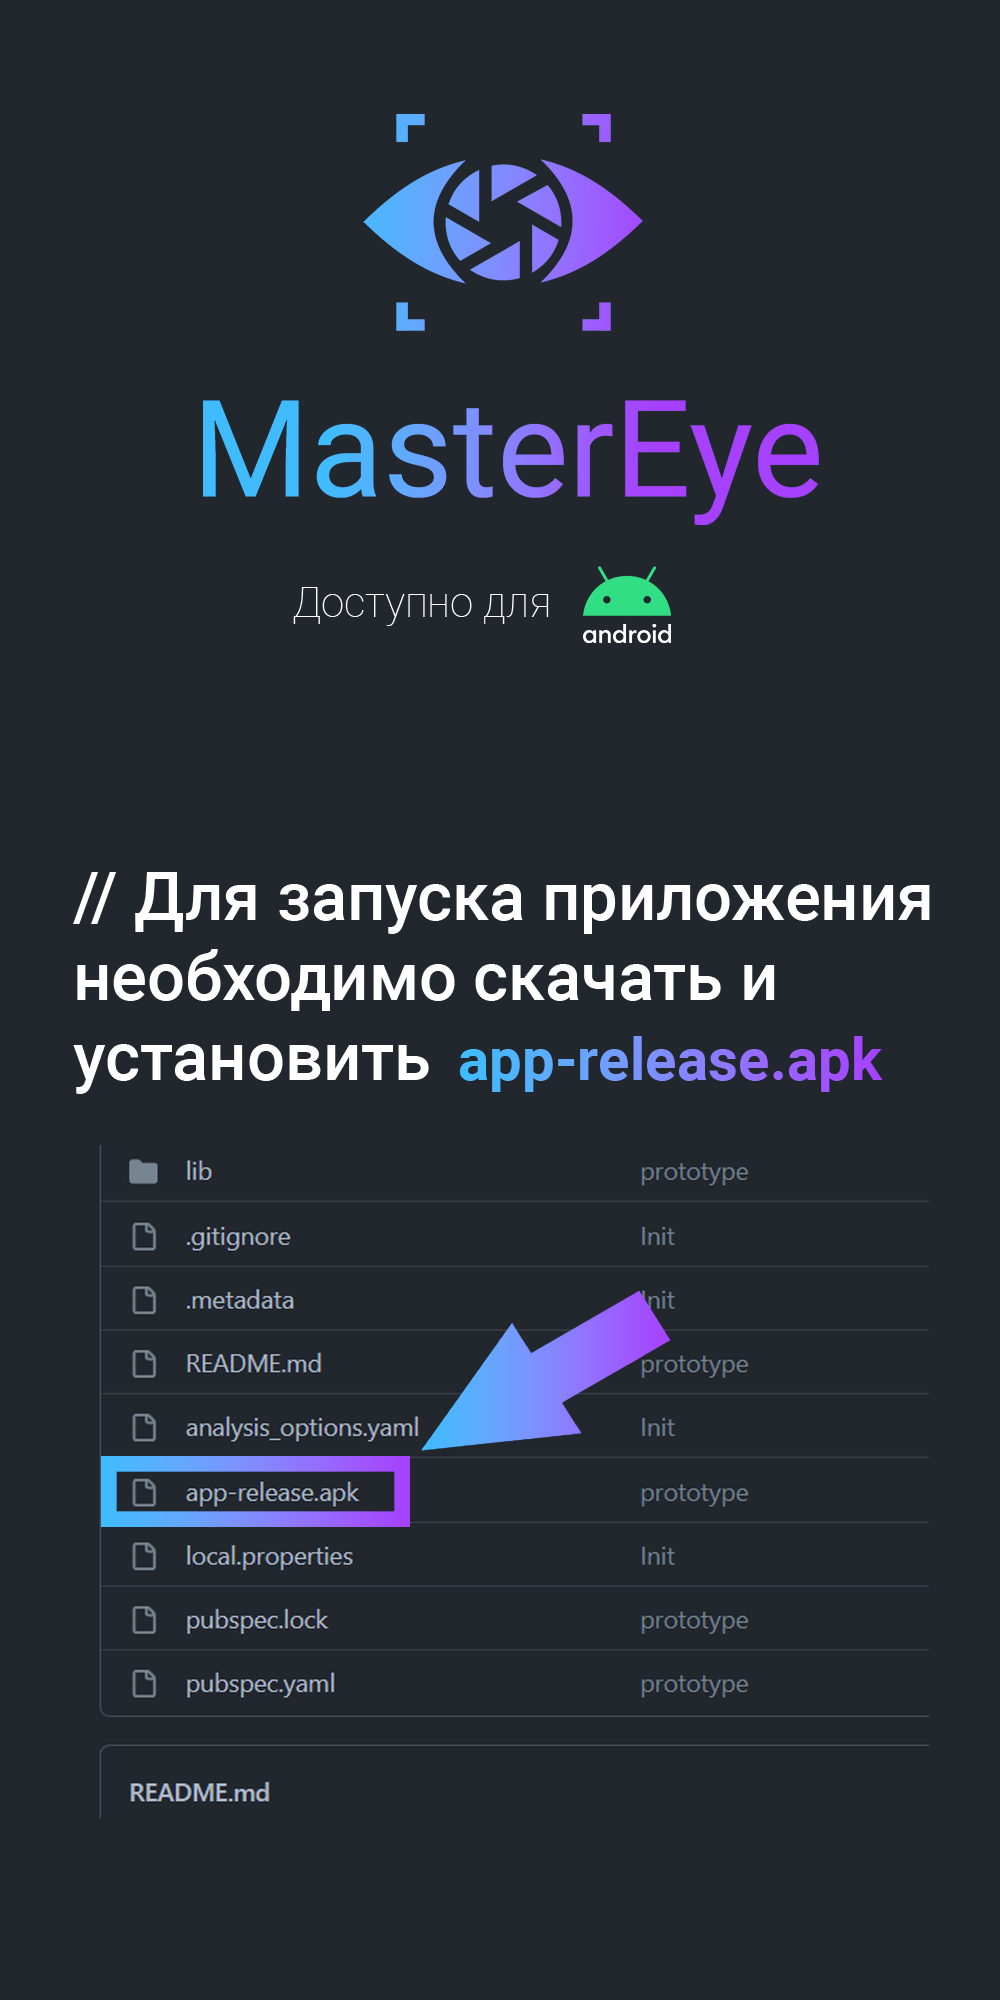 MasterEye
Доступно для
android
// Для запуска приложения
необходимо скачать и
установить app-release.apk
lib prototype
.gitignore Init
.metadata Init
README.md prototype
analysis_options.yaml Init
app-release.apk prototype
local.properties Init
pubspec.lock prototype
pubspec.yaml prototype
README.md